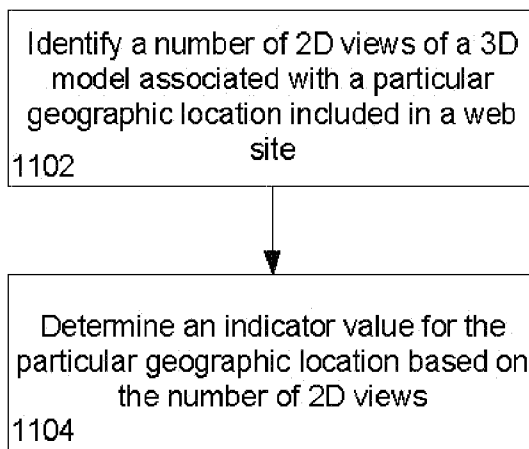 Identify a number of 2D views of a 3D
model associated with a particular
geographic location included in a web
site
1102
Determine an indicator value for the
particular geographic location based on
the number of 2D views
1104